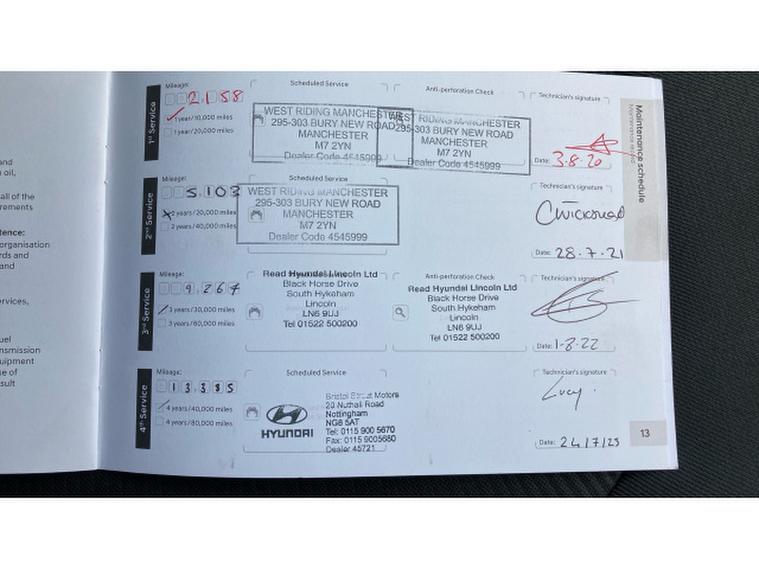 and
oil,
all of the
rements
tence:
organisation
rds and
and
rvices,
uel
nsmission
uipment
se of
sult
1st Service
Mileage:
2158
1 year/10,000 miles
1 year/20,000 miles
Scheduled Service
WEST RIDING MANCHESTER
295-303 BURY NEW ROAD
MANCHESTER
M7 2YN
Dealer Code 4545999
Anti-perforation Check
WEST RIDING MANCHESTER
295-303 BURY NEW ROAD
MANCHESTER
M7 2YN
Dealer Code 4545999
Technician's signature
Date: 3.8.20
2nd Service
Mileage:
5,103
2 years/20,000 miles
2 years/40,000 miles
Scheduled Service
WEST RIDING MANCHESTER
295-303 BURY NEW ROAD
MANCHESTER
M7 2YN
Dealer Code 4545999
Technician's signature
Date: 28.7.21
3rd Service
Mileage:
9,267
3 years/30,000 miles
3 years/60,000 miles
Read Hyundai Lincoln Ltd
Black Horse Drive
South Hykeham
Lincoln
LN6 9UJ
Tel 01522 500200
Anti-perforation Check
Read Hyundai Lincoln Ltd
Black Horse Drive
South Hykeham
Lincoln
LN6 9UJ
Tel 01522 500200
Technician's signature
Date: 1-8.22
4th Service
Mileage:
13,385
4 years/40,000 miles
4 years/80,000 miles
Scheduled Service
HYUNDAI
Bristol Street Motors
20 Nuthall Road
Nottingham
NG8 5AT
Tel: 0115 900 5670
Fax: 0115 9005680
Dealer 45721
Technician's signature
Lucy.
Date: 24/7/23
Maintenance schedule
13